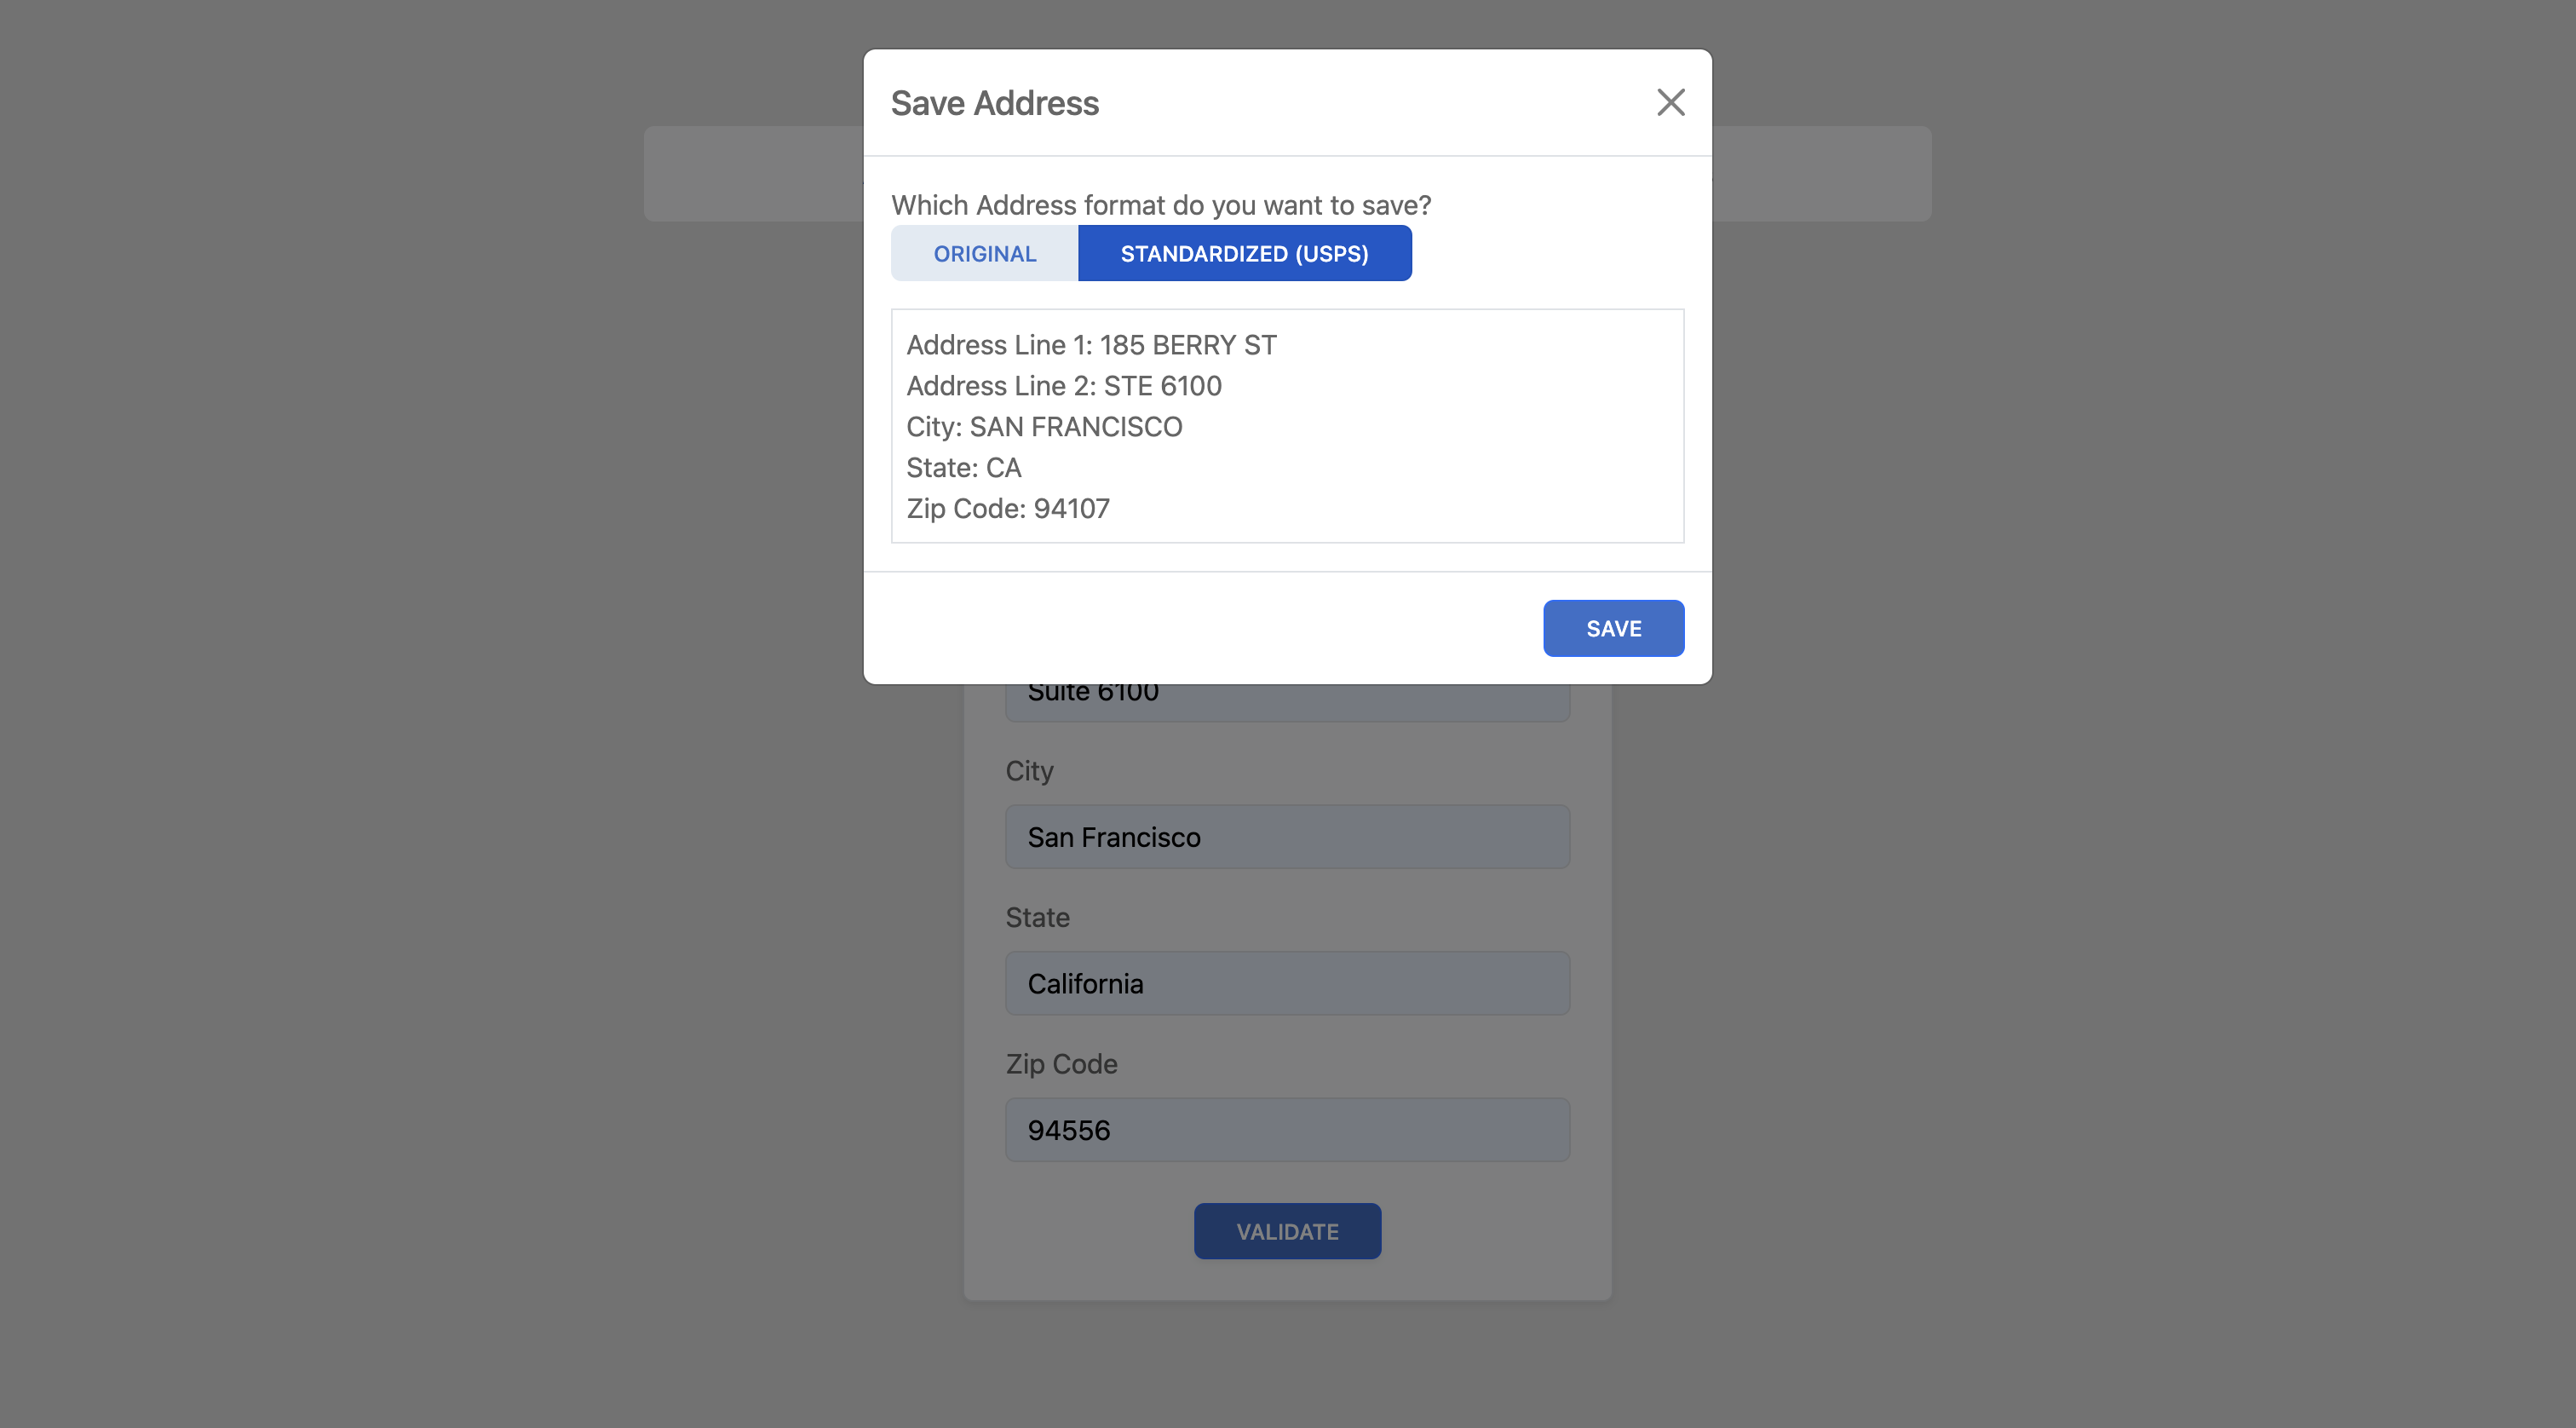 Save Address
Which Address format do you want to save?
ORIGINAL STANDARDIZED (USPS)
Address Line 1: 185 BERRY ST
Address Line 2: STE 6100
City: SAN FRANCISCO
State: CA
Zip Code: 94107
SAVE
Suite 6100
City
San Francisco
State
California
Zip Code
94556
VALIDATE